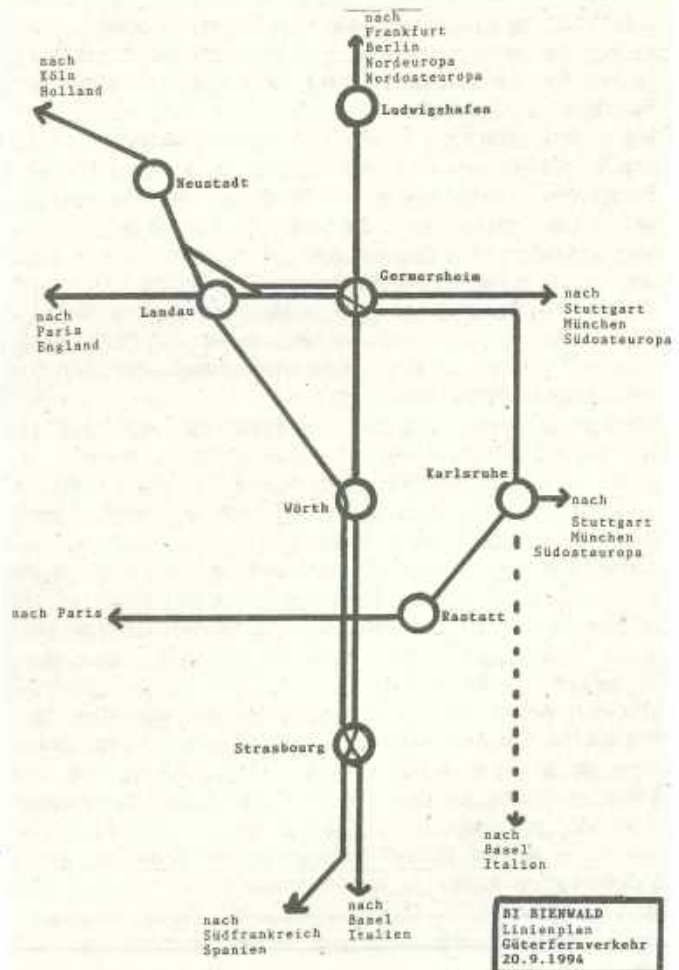 nach
Frankfurt
Berlin
Nordeuropa
Nordosteuropa
nach
Köln
Holland
Ludwigshafen
Neustadt
Germersheim
Landau
nach
Paris
England
nach
Stuttgart
München
Südosteuropa
Karlsruhe
Wörth
nach
Stuttgart
München
Südosteuropa
nach Paris
Rastatt
Strasbourg
nach
Basel
Italien
nach
Südfrankreich
Spanien
nach
Basel
Italien
BI BIENWALD
Linienplan
Güterfernverkehr
20.9.1994